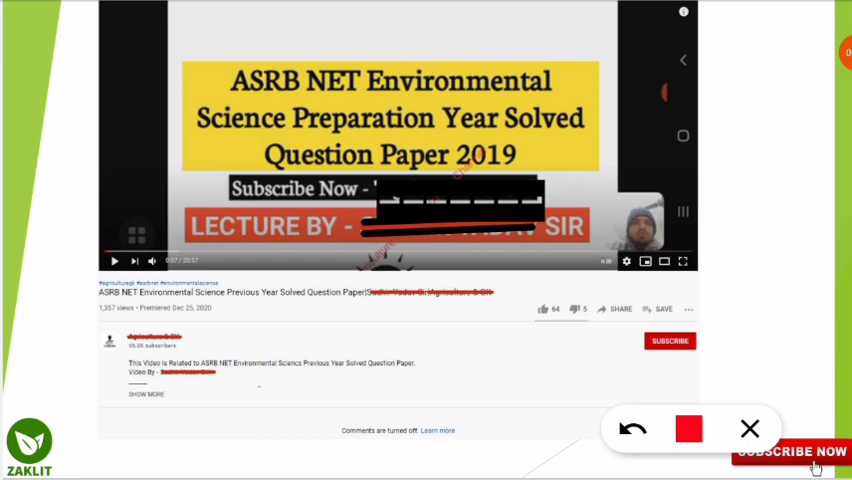 ASRB NET Environmental
Science Preparation Year Solved
Question Paper 2019
Subscribe Now -
LECTURE BY - SIR
0:07 / 20:57
#agriculturegk #asrbnet #environmentalscience
ASRB NET Environmental Science Previous Year Solved Question Paper|
1,357 views • Premiered Dec 25, 2020
64
5
SHARE
SAVE
SUBSCRIBE
This Video is Related to ASRB NET Environmental Sciencs Previous Year Solved Question Paper.
Video By -
SHOW MORE
Comments are turned off. Learn more
ZAKLIT
SUBSCRIBE NOW